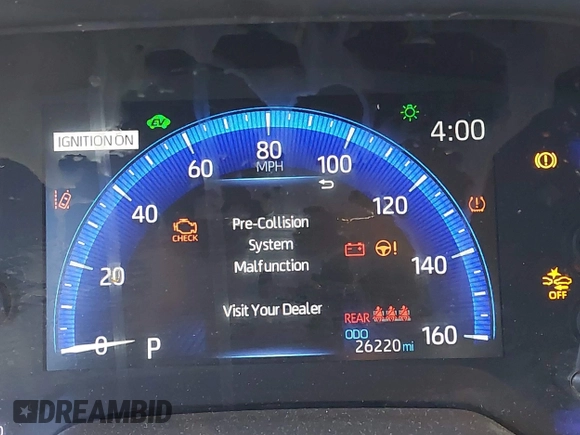 EV
IGNITION ON
4:00
0
20
40
60
80
MPH
100
120
140
160
CHECK
Pre-Collision
System
Malfunction
Visit Your Dealer
OFF
REAR
ODO
26220 mi
P
DREAMBID